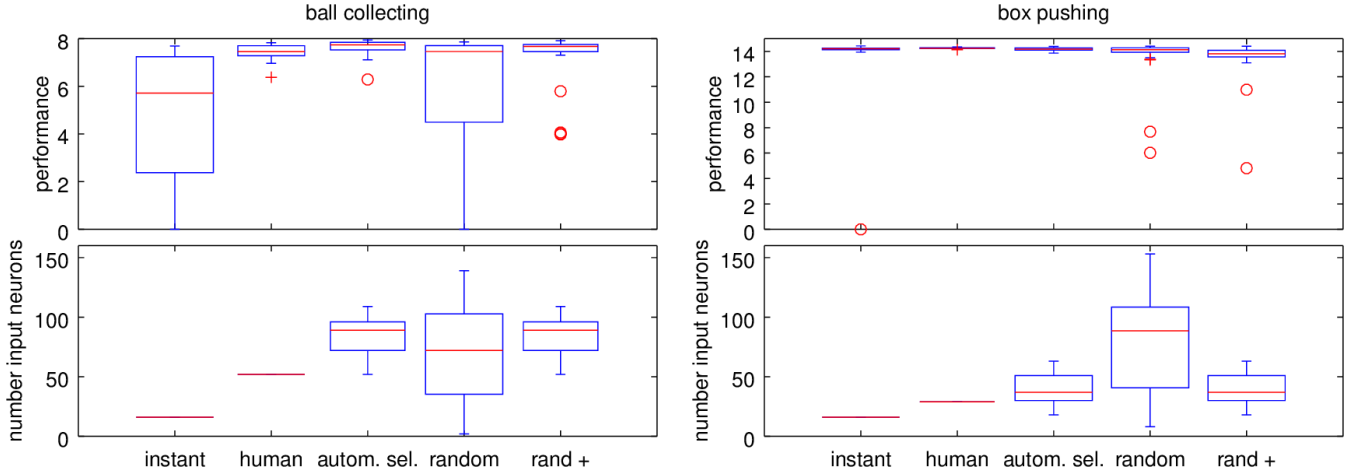 ball collecting
performance
8
6
4
2
0
number input neurons
150
100
50
0
instant human autom. sel. random rand +
box pushing
performance
14
12
10
8
6
4
2
0
number input neurons
150
100
50
0
instant human autom. sel. random rand +